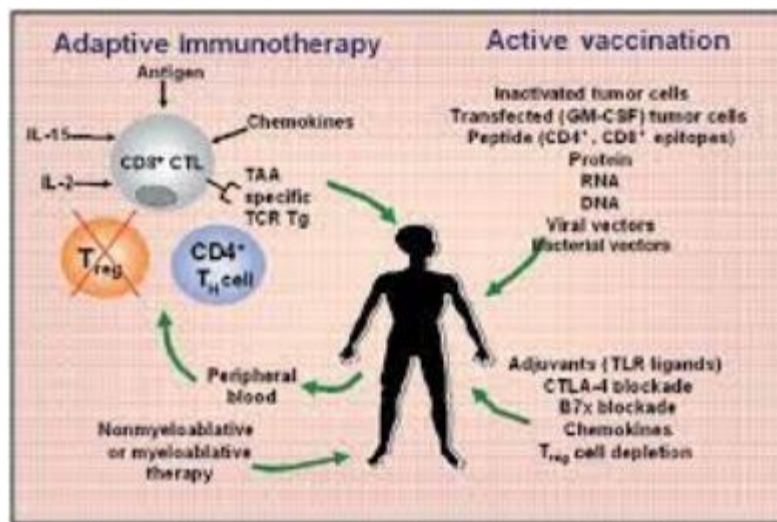 Adaptive Immunotherapy
Antigen
IL-15
Chemokines
CD8⁺ CTL
IL-2
TAA
specific
TCR Tg
Treg
CD4⁺
TH cell
Peripheral
blood
Nonmyeloablative
or myeloablative
therapy
Active vaccination
Inactivated tumor cells
Transfected (GM-CSF) tumor cells
Peptide (CD4⁺, CD8⁺ epitopes)
Protein
RNA
DNA
Viral vectors
Bacterial vectors
Adjuvants (TLR ligands)
CTLA-4 blockade
B7x blockade
Chemokines
Treg cell depletion